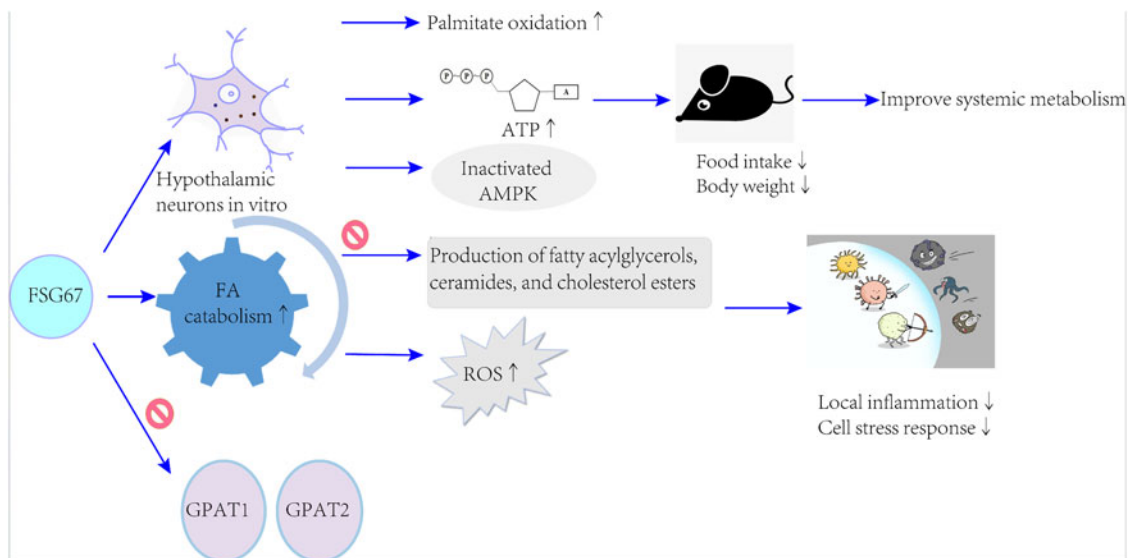 Palmitate oxidation ↑
P P P
A
ATP ↑
Improve systemic metabolism
Inactivated
AMPK
Food intake ↓
Body weight ↓
Hypothalamic
neurons in vitro
FSG67
FA
catabolism ↑
Production of fatty acylglycerols,
ceramides, and cholesterol esters
ROS ↑
Local inflammation ↓
Cell stress response ↓
GPAT1
GPAT2